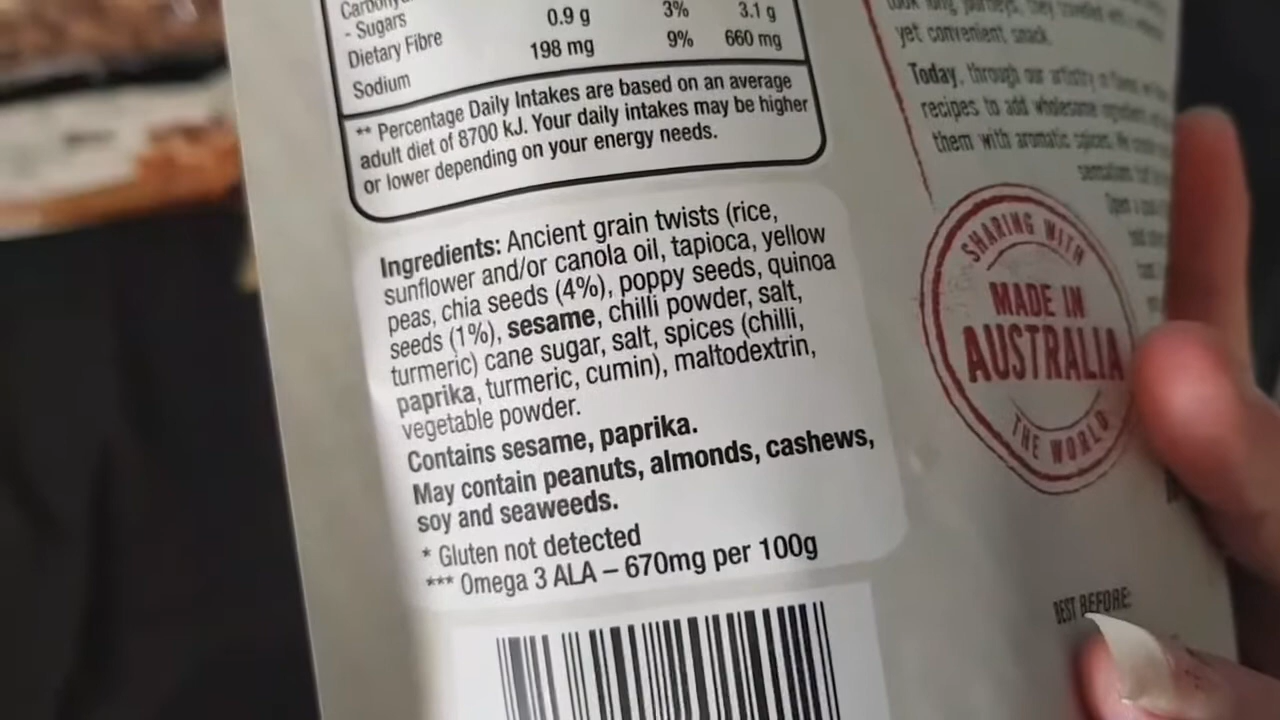 - Sugars 0.9 g 3% 3.1 g
Dietary Fibre 198 mg 9% 660 mg
Sodium
** Percentage Daily Intakes are based on an average
adult diet of 8700 kJ. Your daily intakes may be higher
or lower depending on your energy needs.
Ingredients: Ancient grain twists (rice,
sunflower and/or canola oil, tapioca, yellow
peas, chia seeds (4%), poppy seeds, quinoa
seeds (1%), sesame, chilli powder, salt,
turmeric) cane sugar, salt, spices (chilli,
paprika, turmeric, cumin), maltodextrin,
vegetable powder.
Contains sesame, paprika.
May contain peanuts, almonds, cashews,
soy and seaweeds.
* Gluten not detected
*** Omega 3 ALA – 670mg per 100g
yet convenient snack.
Today, through our artistry
recipes to add wholesome
them with aromatic spices.
SHARING WITH
MADE IN
AUSTRALIA
THE WORLD
BEST BEFORE: